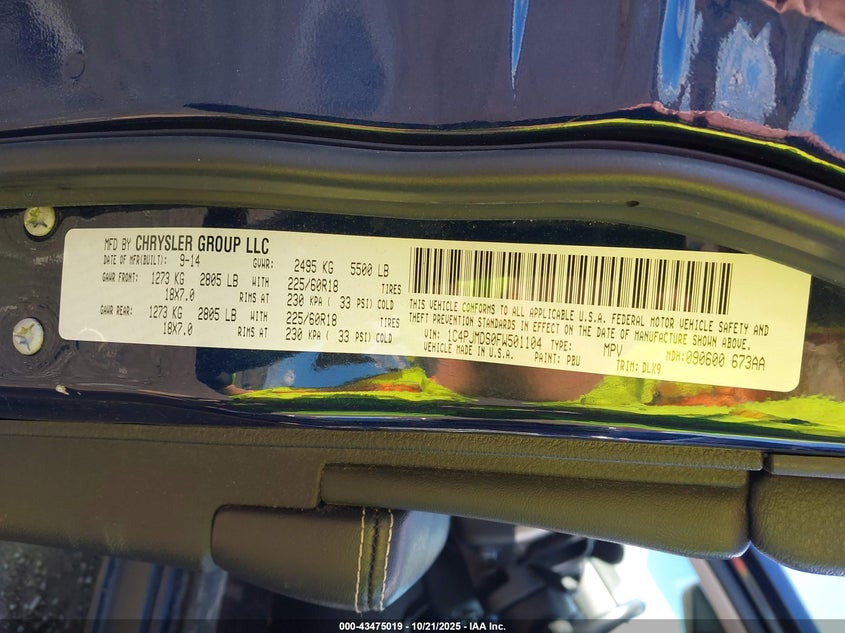 MFD BY CHRYSLER GROUP LLC
DATE OF MFR(BUILT): 9-14 GVWR: 2495 KG 5500 LB
GAWR FRONT: 1273 KG 2805 LB WITH 225/60R18 TIRES
18X7.0 RIMS AT 230 KPA ( 33 PSI) COLD
GAWR REAR: 1273 KG 2805 LB WITH 225/60R18 TIRES
18X7.0 RIMS AT 230 KPA ( 33 PSI) COLD
THIS VEHICLE CONFORMS TO ALL APPLICABLE U.S.A. FEDERAL MOTOR VEHICLE SAFETY AND
THEFT PREVENTION STANDARDS IN EFFECT ON THE DATE OF MANUFACTURE SHOWN ABOVE.
VIN: 1C4PJMDS0FW501104 TYPE: MPV MDH: 090600 673AA
VEHICLE MADE IN U.S.A. PAINT: PBU TRIM: DLX9
000-43475019 - 10/21/2025 - IAA Inc.